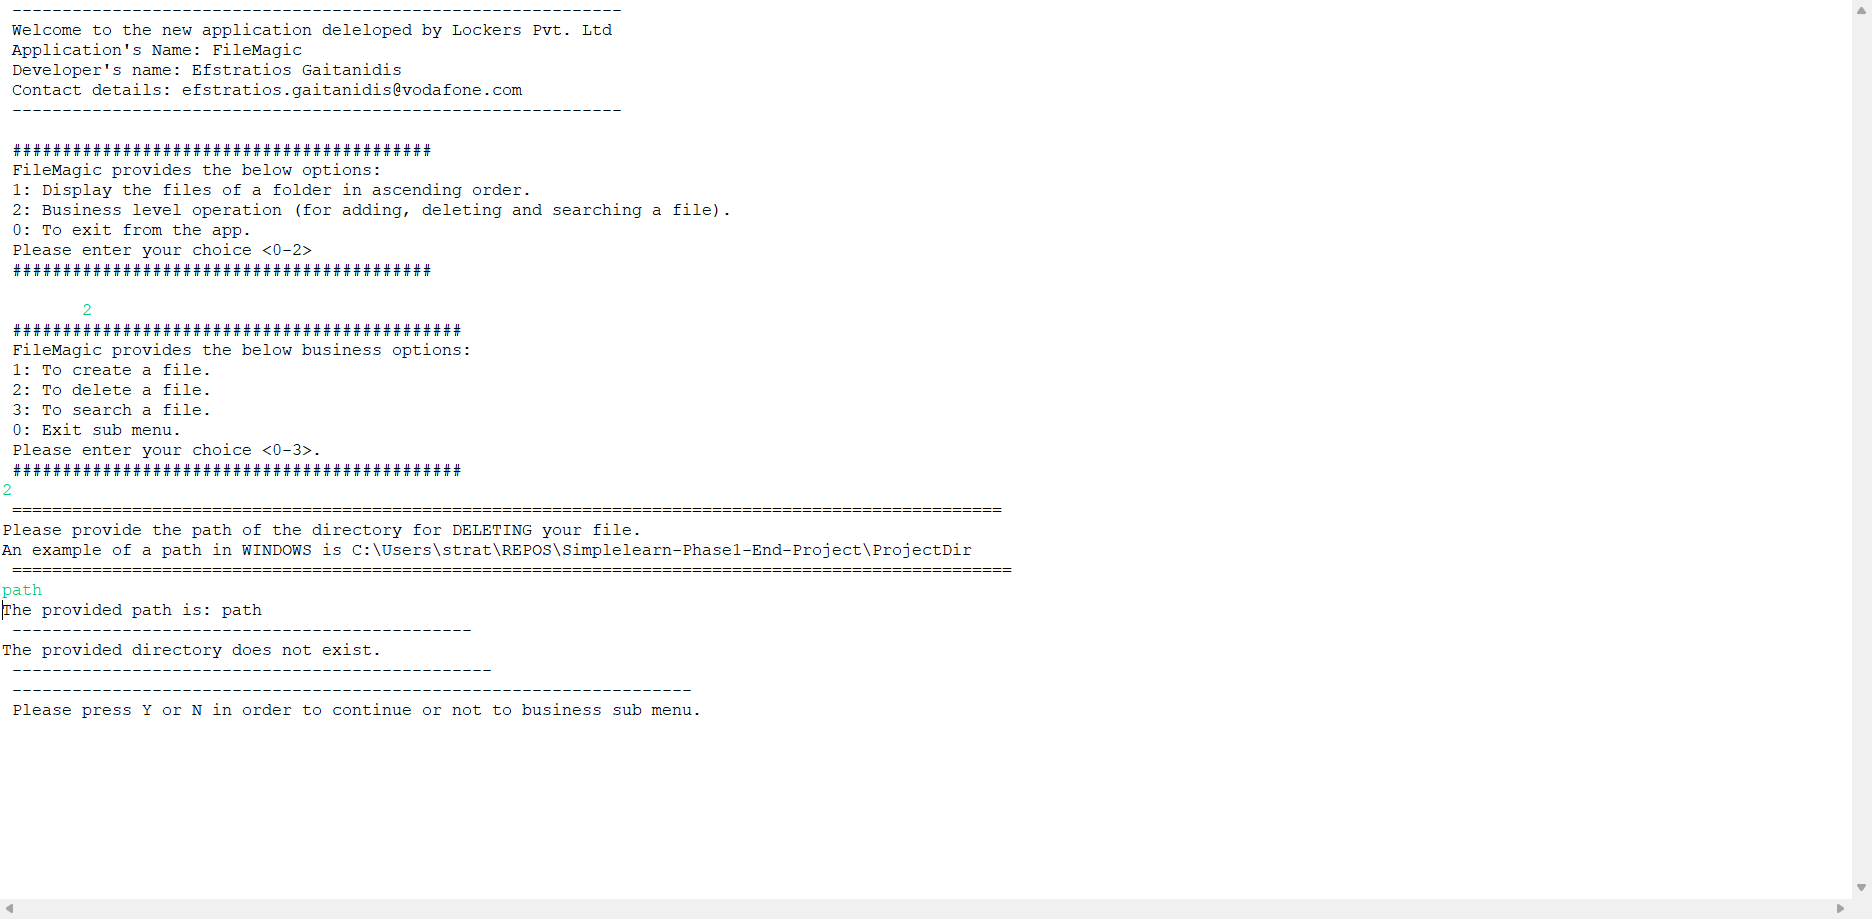 -------------------------------------------------------------
Welcome to the new application deleloped by Lockers Pvt. Ltd
Application's Name: FileMagic
Developer's name: Efstratios Gaitanidis
Contact details: efstratios.gaitanidis@vodafone.com
-------------------------------------------------------------
##########################################
FileMagic provides the below options:
1: Display the files of a folder in ascending order.
2: Business level operation (for adding, deleting and searching a file).
0: To exit from the app.
Please enter your choice <0-2>
##########################################
2
#############################################
FileMagic provides the below business options:
1: To create a file.
2: To delete a file.
3: To search a file.
0: Exit sub menu.
Please enter your choice <0-3>.
#############################################
2
===================================================================================================
Please provide the path of the directory for DELETING your file.
An example of a path in WINDOWS is C:\Users\strat\REPOS\Simplelearn-Phase1-End-Project\ProjectDir
====================================================================================================
path
The provided path is: path
----------------------------------------------
The provided directory does not exist.
------------------------------------------------
--------------------------------------------------------------------
Please press Y or N in order to continue or not to business sub menu.